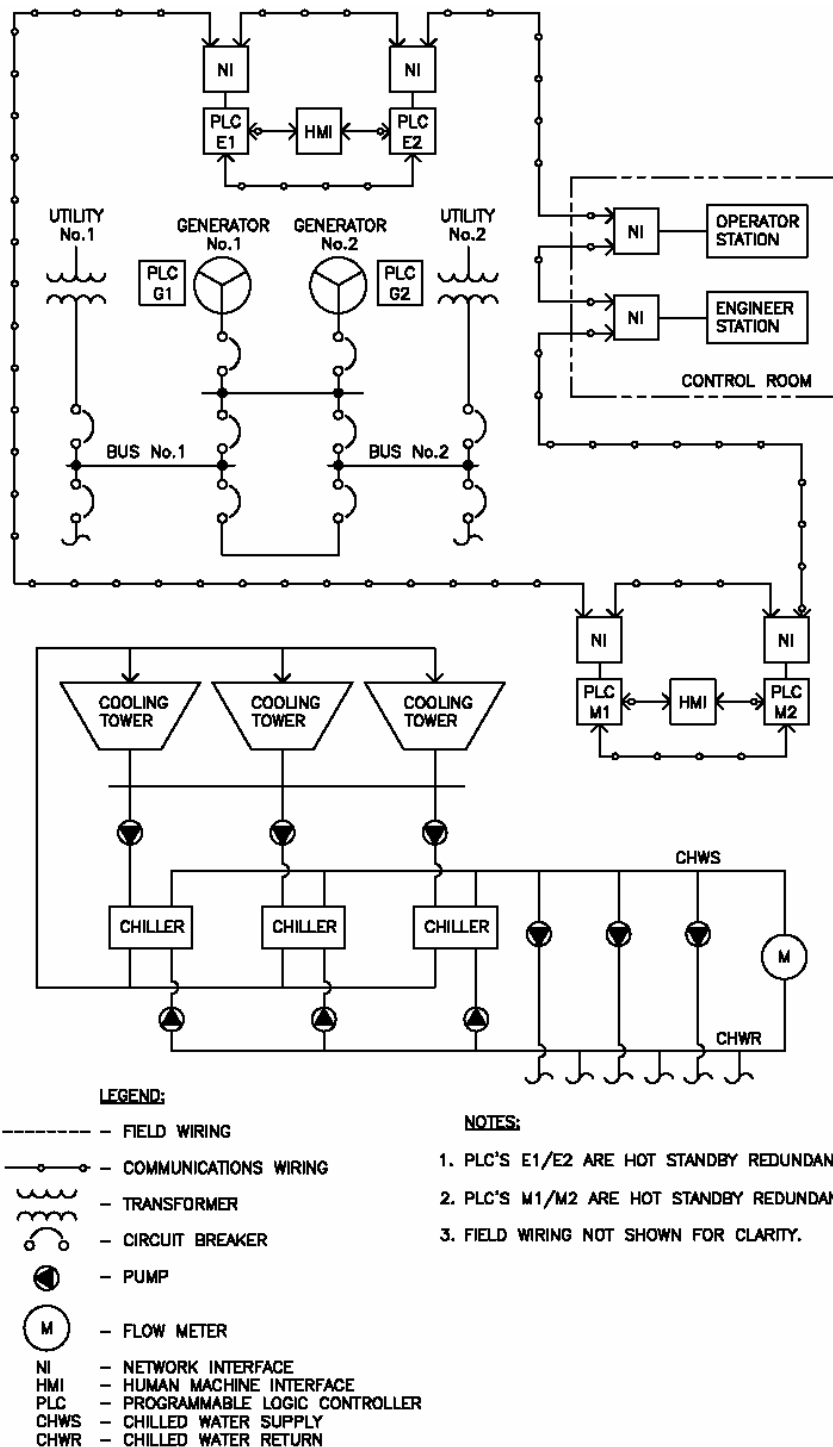 NI
NI
PLC
E1
HMI
PLC
E2
UTILITY
No.1
GENERATOR
No.1
GENERATOR
No.2
UTILITY
No.2
PLC
G1
PLC
G2
NI
OPERATOR
STATION
NI
ENGINEER
STATION
CONTROL ROOM
BUS No.1
BUS No.2
NI
NI
PLC
M1
HMI
PLC
M2
COOLING
TOWER
COOLING
TOWER
COOLING
TOWER
CHWS
CHILLER
CHILLER
CHILLER
M
CHWR
LEGEND:
– FIELD WIRING
– COMMUNICATIONS WIRING
– TRANSFORMER
– CIRCUIT BREAKER
– PUMP
M – FLOW METER
NI – NETWORK INTERFACE
HMI – HUMAN MACHINE INTERFACE
PLC – PROGRAMMABLE LOGIC CONTROLLER
CHWS – CHILLED WATER SUPPLY
CHWR – CHILLED WATER RETURN
NOTES:
1. PLC'S E1/E2 ARE HOT STANDBY REDUNDAN
2. PLC'S M1/M2 ARE HOT STANDBY REDUNDAN
3. FIELD WIRING NOT SHOWN FOR CLARITY.